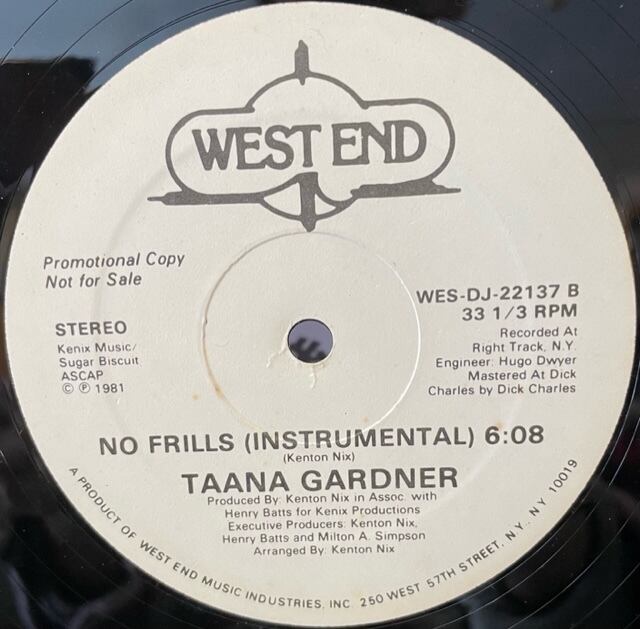 WEST END
Promotional Copy
Not for Sale
STEREO
Kenix Music/
Sugar Biscuit
ASCAP
© ℗ 1981
WES-DJ-22137 B
33 1/3 RPM
Recorded At
Right Track, N.Y.
Engineer: Hugo Dwyer
Mastered At Dick
Charles by Dick Charles
NO FRILLS (INSTRUMENTAL) 6:08
(Kenton Nix)
TAANA GARDNER
Produced By: Kenton Nix in Assoc. with
Henry Batts for Kenix Productions
Executive Producers: Kenton Nix,
Henry Batts and Milton A. Simpson
Arranged By: Kenton Nix
A PRODUCT OF WEST END MUSIC INDUSTRIES, INC. 250 WEST 57TH STREET, N.Y., N.Y. 10019